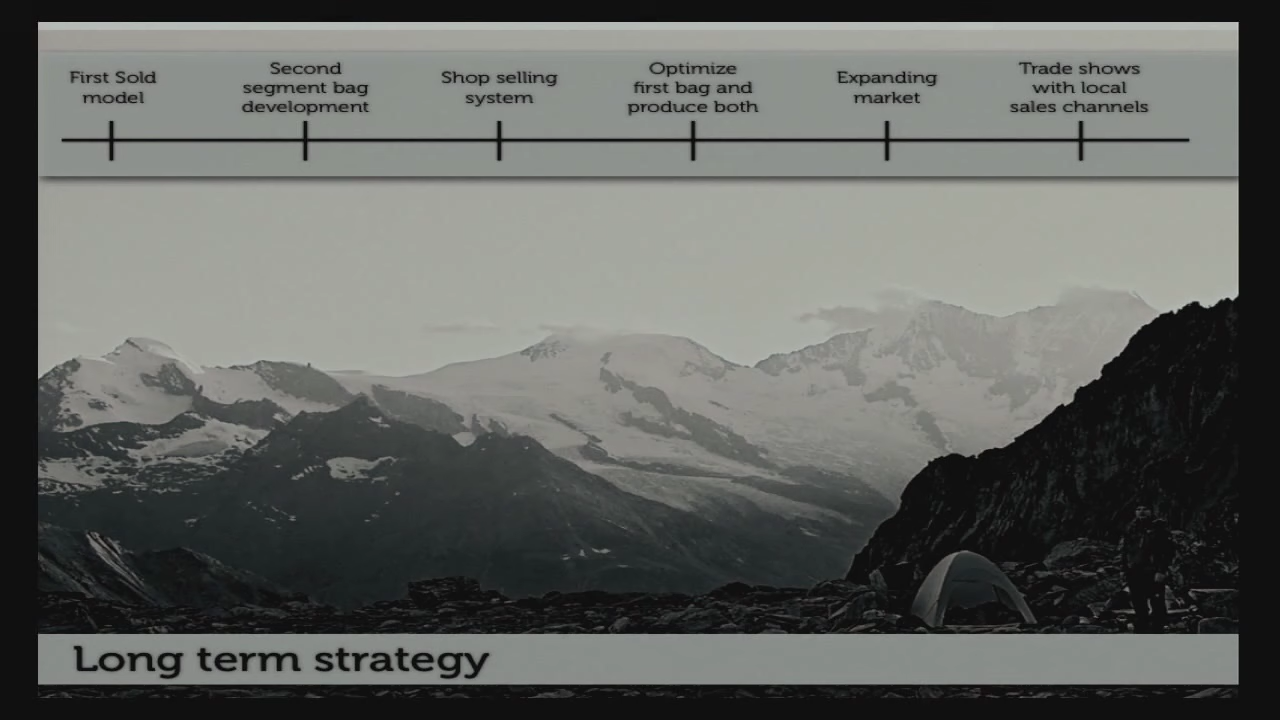 First Sold
model
Second
segment bag
development
Shop selling
system
Optimize
first bag and
produce both
Expanding
market
Trade shows
with local
sales channels
Long term strategy